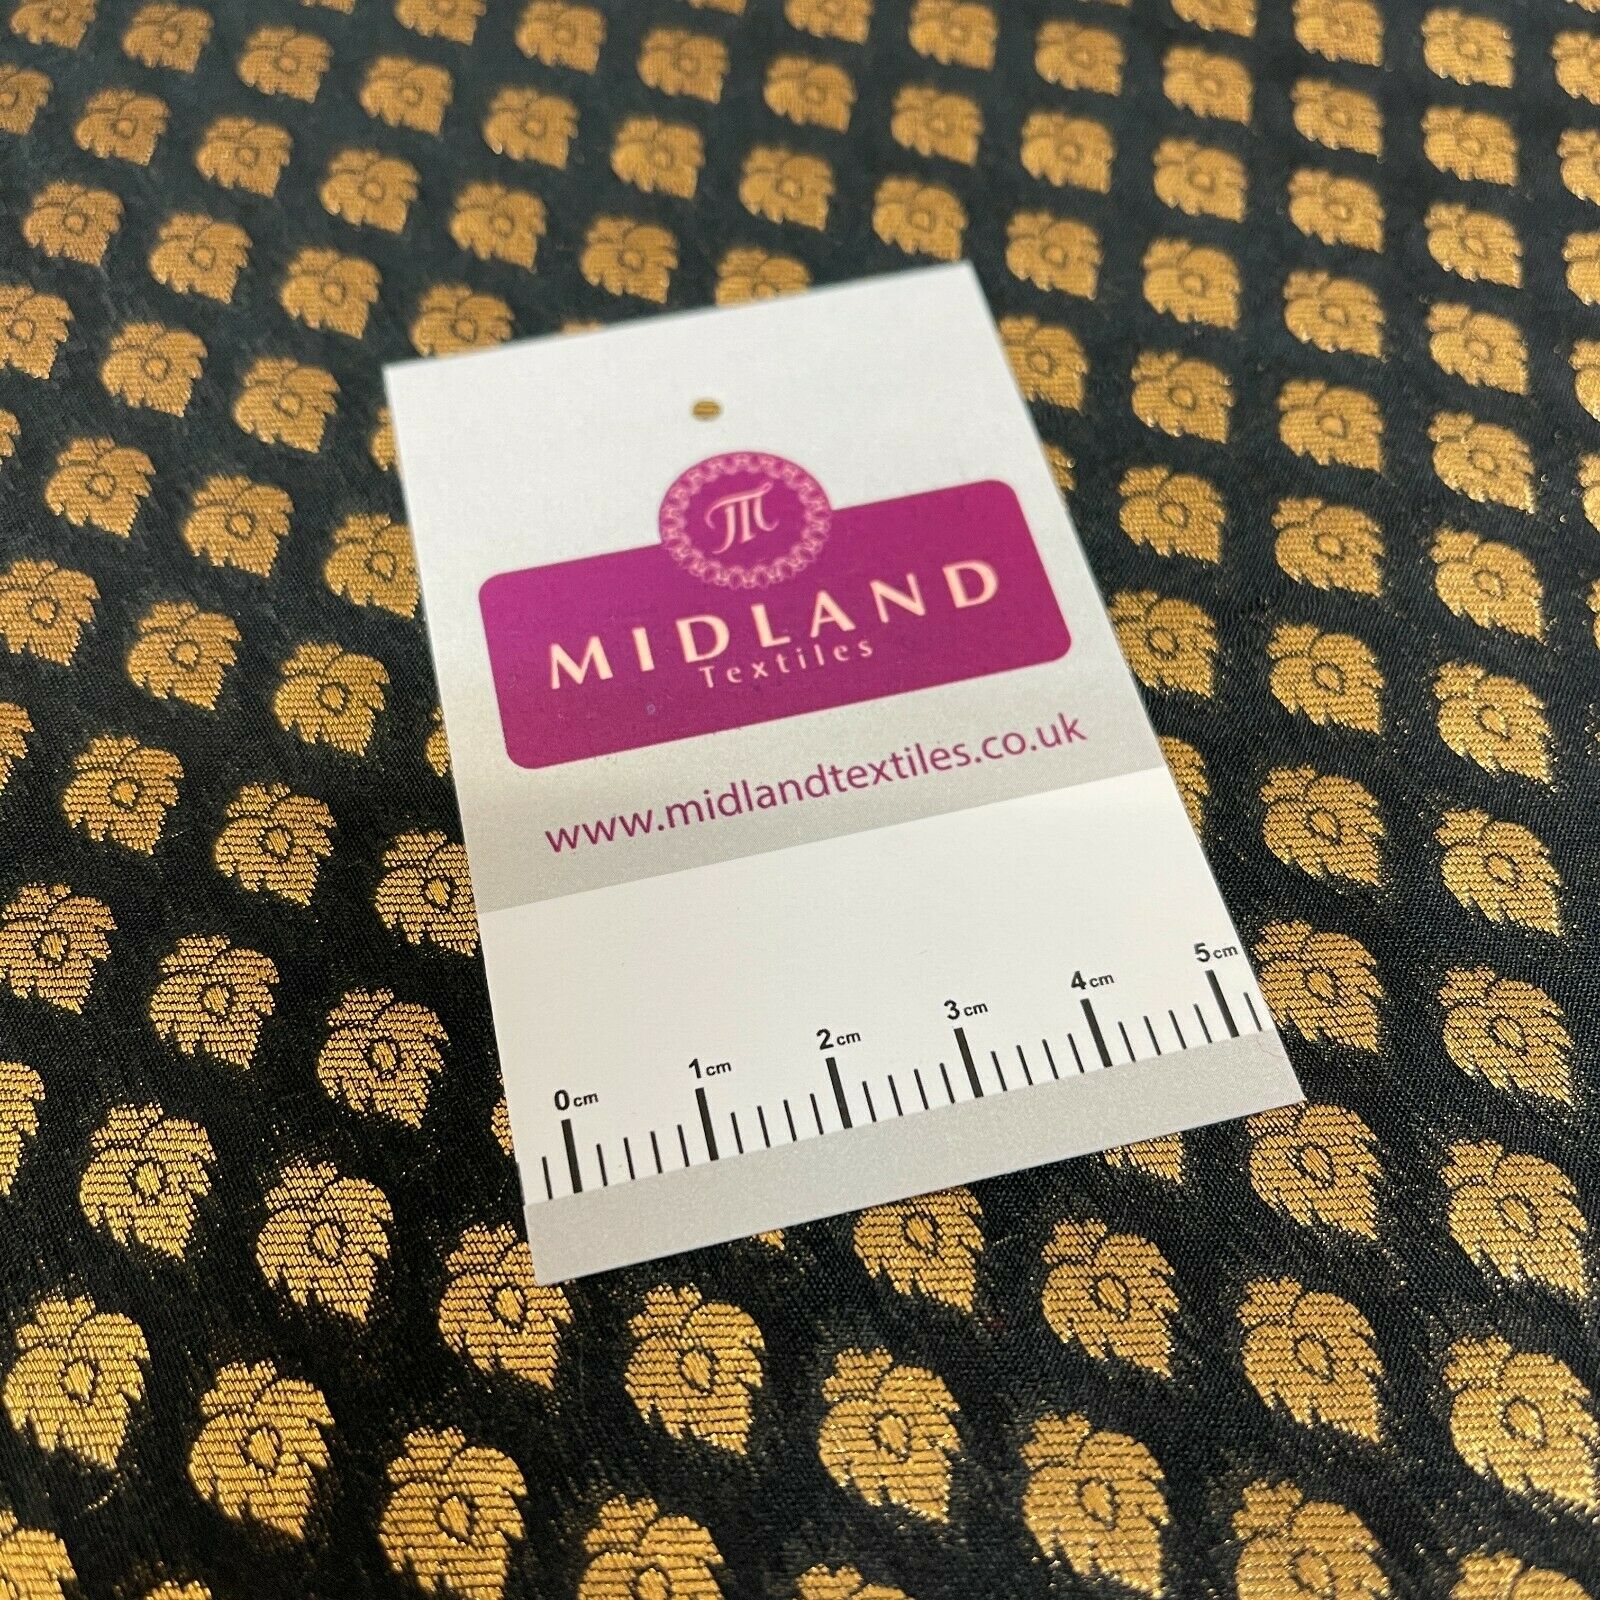 M
MIDLAND
Textiles
www.midlandtextiles.co.uk
0cm 1cm 2cm 3cm 4cm 5cm